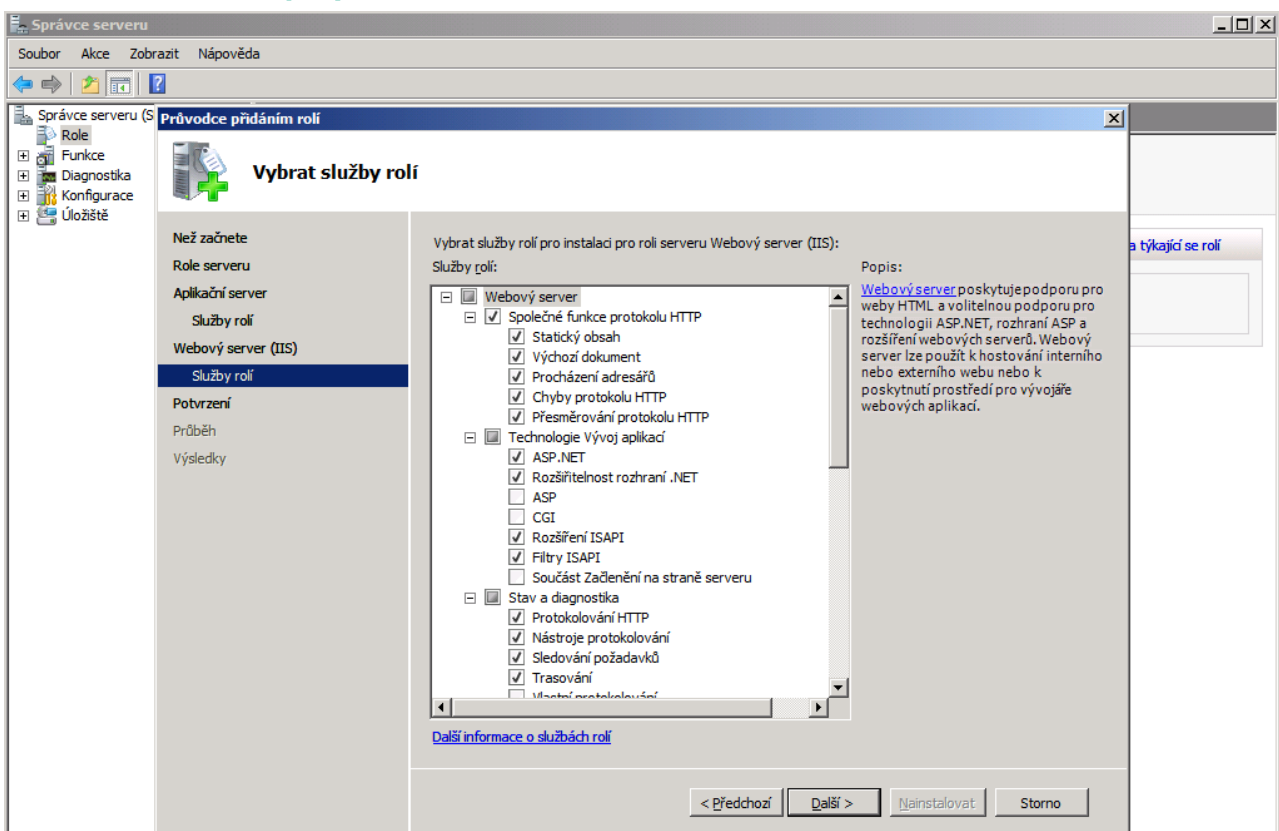 Správce serveru
Soubor Akce Zobrazit Nápověda
Správce serveru (S
Role
Funkce
Diagnostika
Konfigurace
Úložiště
Průvodce přidáním rolí
Vybrat služby rolí
Než začnete
Role serveru
Aplikační server
Služby rolí
Webový server (IIS)
Služby rolí
Potvrzení
Průběh
Výsledky
Vybrat služby rolí pro instalaci pro roli serveru Webový server (IIS):
Služby rolí:
Webový server
Společné funkce protokolu HTTP
Statický obsah
Výchozí dokument
Procházení adresářů
Chyby protokolu HTTP
Přesměrování protokolu HTTP
Technologie Vývoj aplikací
ASP.NET
Rozšiřitelnost rozhraní .NET
ASP
CGI
Rozšíření ISAPI
Filtry ISAPI
Součást Začlenění na straně serveru
Stav a diagnostika
Protokolování HTTP
Nástroje protokolování
Sledování požadavků
Trasování
Vlastní protokolování
Další informace o službách rolí
Popis:
Webový server poskytuje podporu pro
weby HTML a volitelnou podporu pro
technologii ASP.NET, rozhraní ASP a
rozšíření webových serverů. Webový
server lze použít k hostování interního
nebo externího webu nebo k
poskytnutí prostředí pro vývojáře
webových aplikací.
a týkající se rolí
< Předchozí
Další >
Nainstalovat
Storno